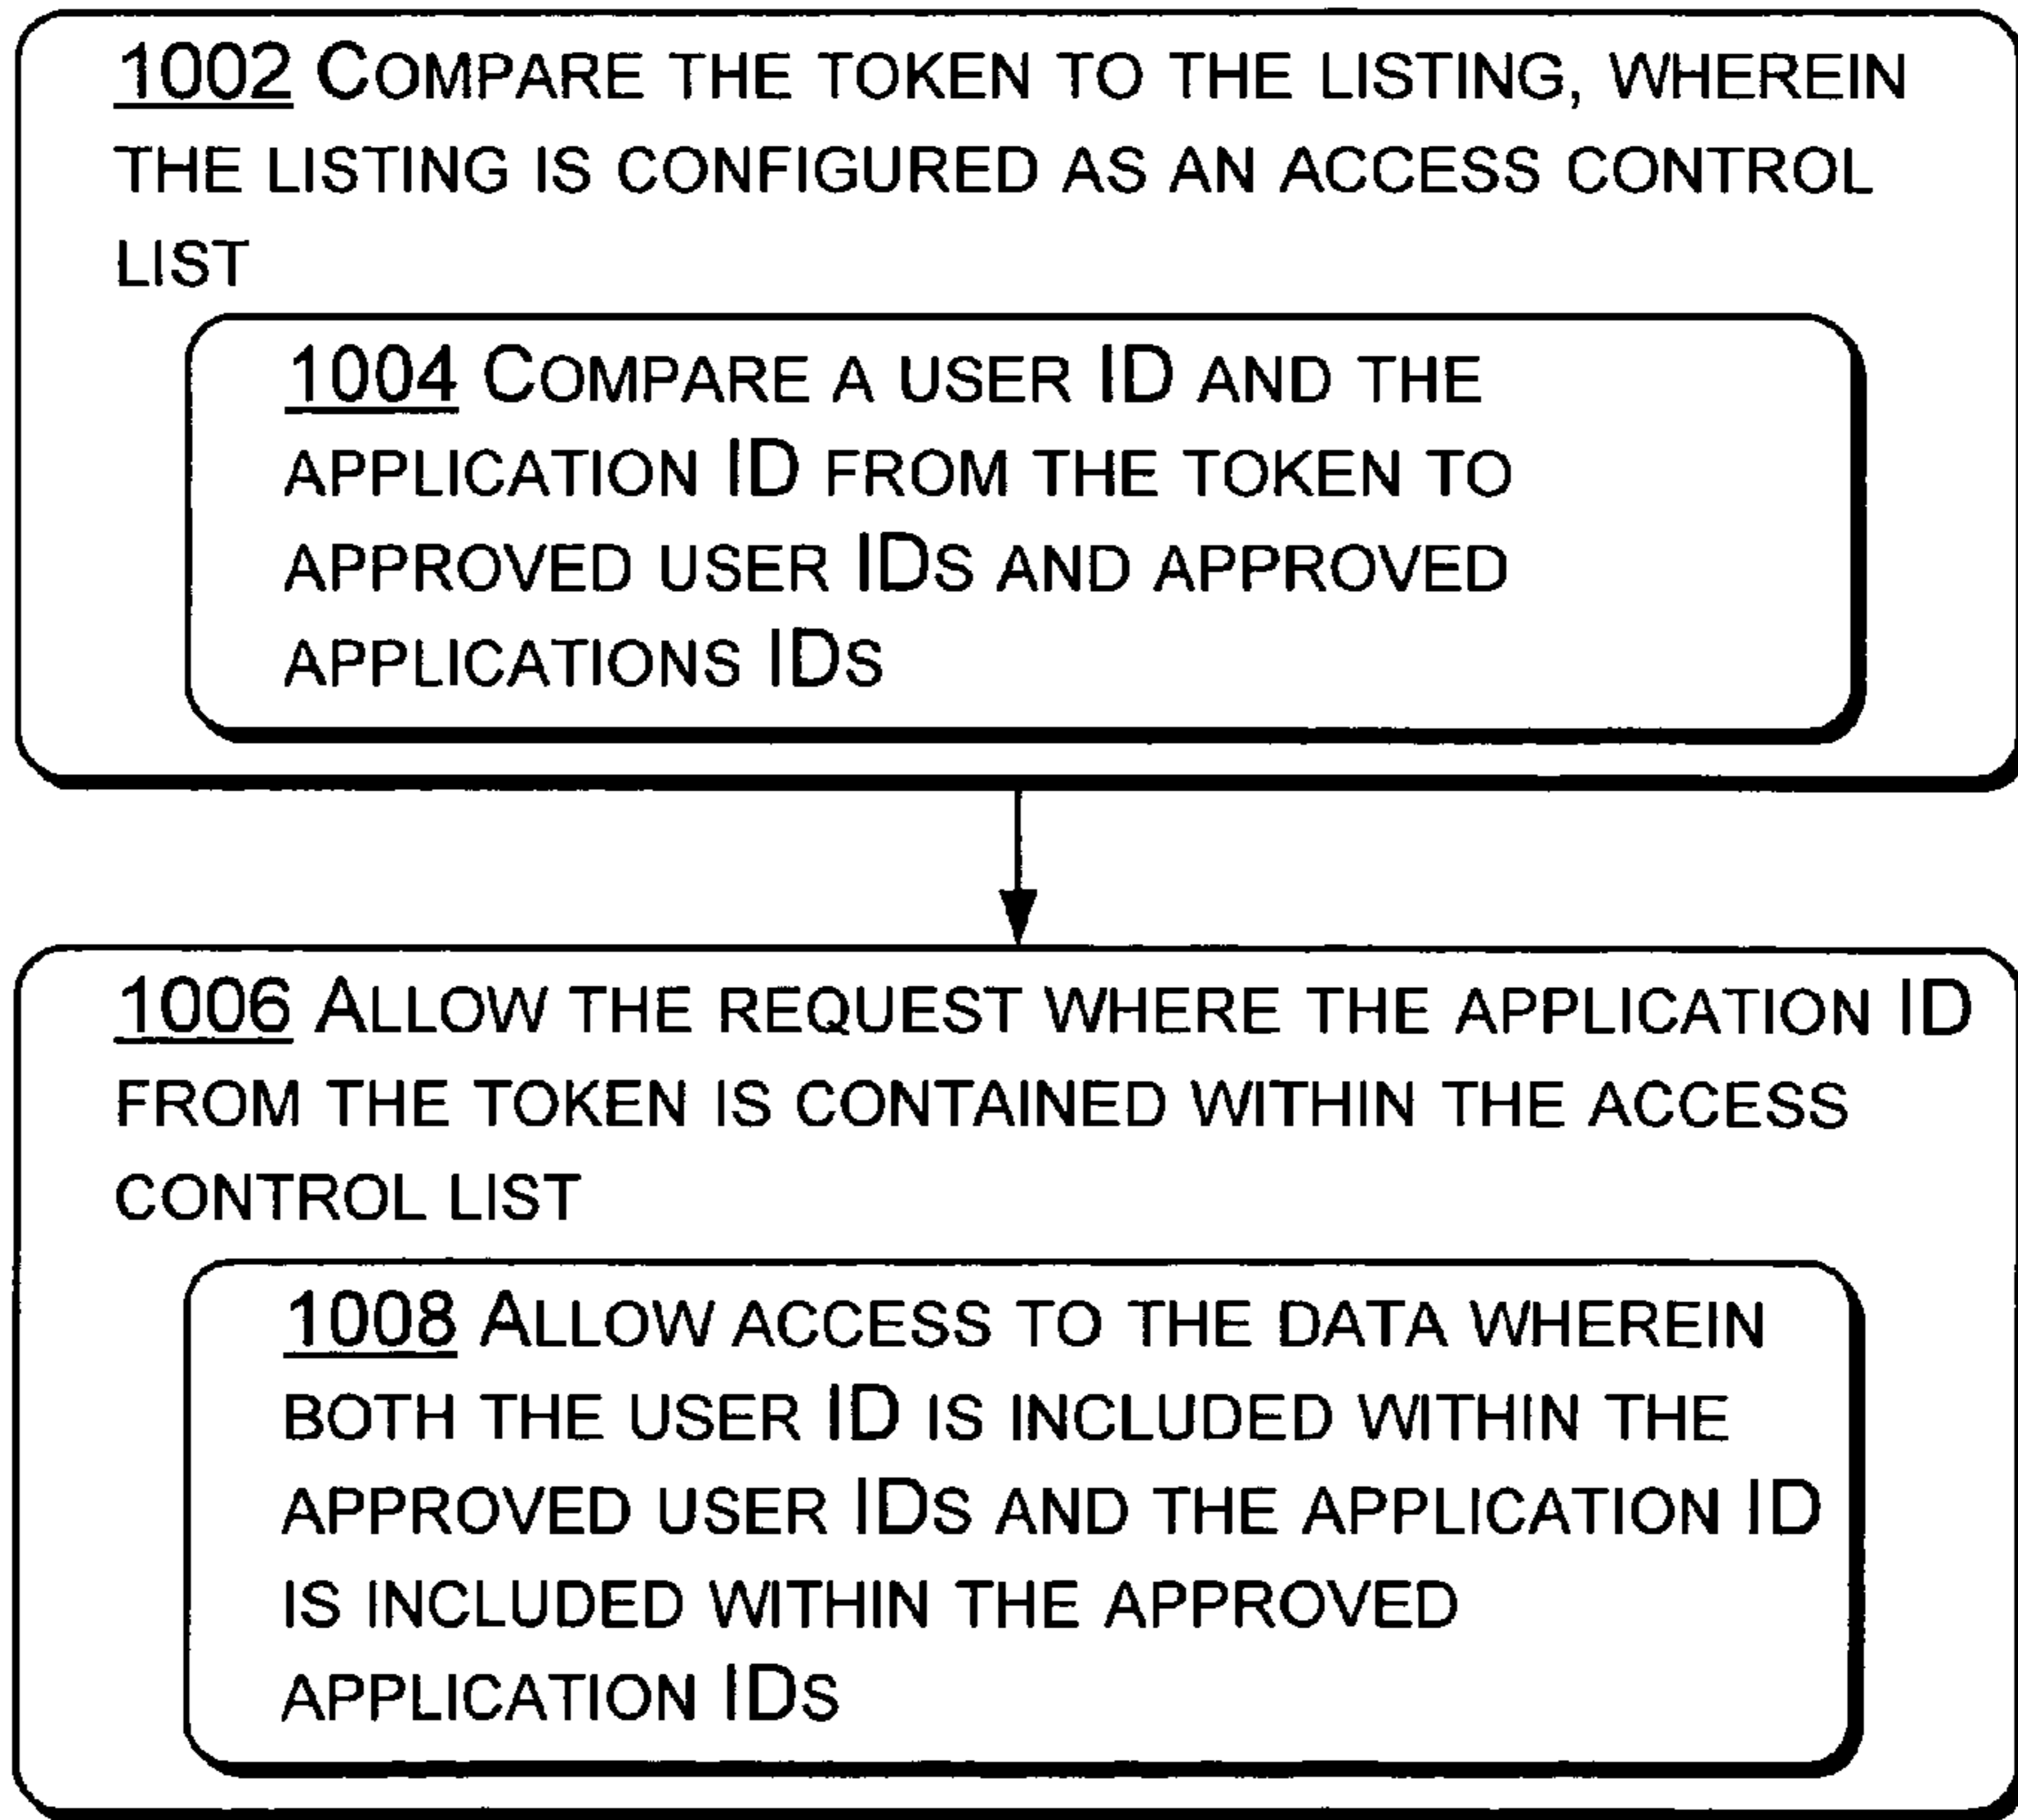 1002 COMPARE THE TOKEN TO THE LISTING, WHEREIN
THE LISTING IS CONFIGURED AS AN ACCESS CONTROL
LIST
1004 COMPARE A USER ID AND THE
APPLICATION ID FROM THE TOKEN TO
APPROVED USER IDS AND APPROVED
APPLICATIONS IDS
1006 ALLOW THE REQUEST WHERE THE APPLICATION ID
FROM THE TOKEN IS CONTAINED WITHIN THE ACCESS
CONTROL LIST
1008 ALLOW ACCESS TO THE DATA WHEREIN
BOTH THE USER ID IS INCLUDED WITHIN THE
APPROVED USER IDS AND THE APPLICATION ID
IS INCLUDED WITHIN THE APPROVED
APPLICATION IDS